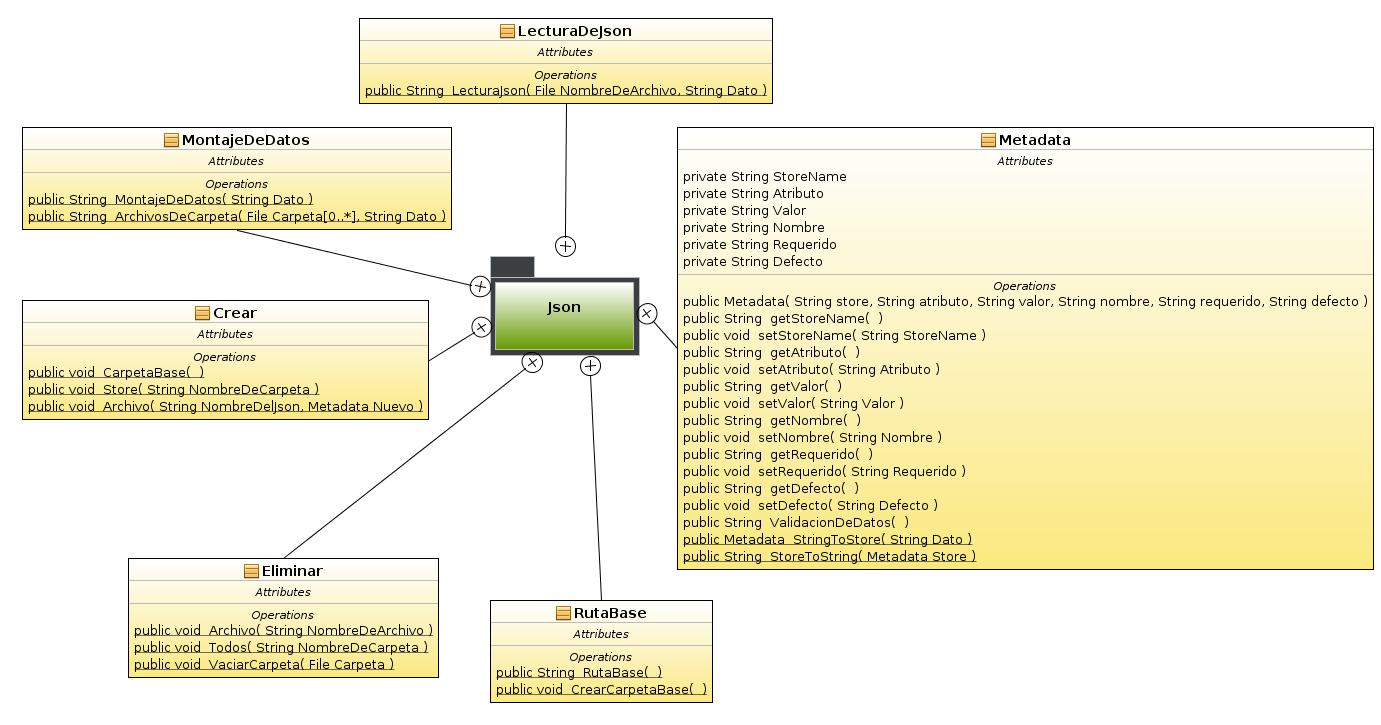 LecturaDeJson
Attributes
Operations
public String  LecturaJson( File NombreDeArchivo, String Dato )
MontajeDeDatos
Attributes
Operations
public String  MontajeDeDatos( String Dato )
public String  ArchivosDeCarpeta( File Carpeta[0..*], String Dato )
Metadata
Attributes
private String StoreName
private String Atributo
private String Valor
private String Nombre
private String Requerido
private String Defecto
Operations
public Metadata( String store, String atributo, String valor, String nombre, String requerido, String defecto )
public String  getStoreName(  )
public void  setStoreName( String StoreName )
public String  getAtributo(  )
public void  setAtributo( String Atributo )
public String  getValor(  )
public void  setValor( String Valor )
public String  getNombre(  )
public void  setNombre( String Nombre )
public String  getRequerido(  )
public void  setRequerido( String Requerido )
public String  getDefecto(  )
public void  setDefecto( String Defecto )
public String  ValidacionDeDatos(  )
public Metadata  StringToStore( String Dato )
public String  StoreToString( Metadata Store )
Json
Crear
Attributes
Operations
public void  CarpetaBase(  )
public void  Store( String NombreDeCarpeta )
public void  Archivo( String NombreDelJson, Metadata Nuevo )
Eliminar
Attributes
Operations
public void  Archivo( String NombreDeArchivo )
public void  Todos( String NombreDeCarpeta )
public void  VaciarCarpeta( File Carpeta )
RutaBase
Attributes
Operations
public String  RutaBase(  )
public void  CrearCarpetaBase(  )